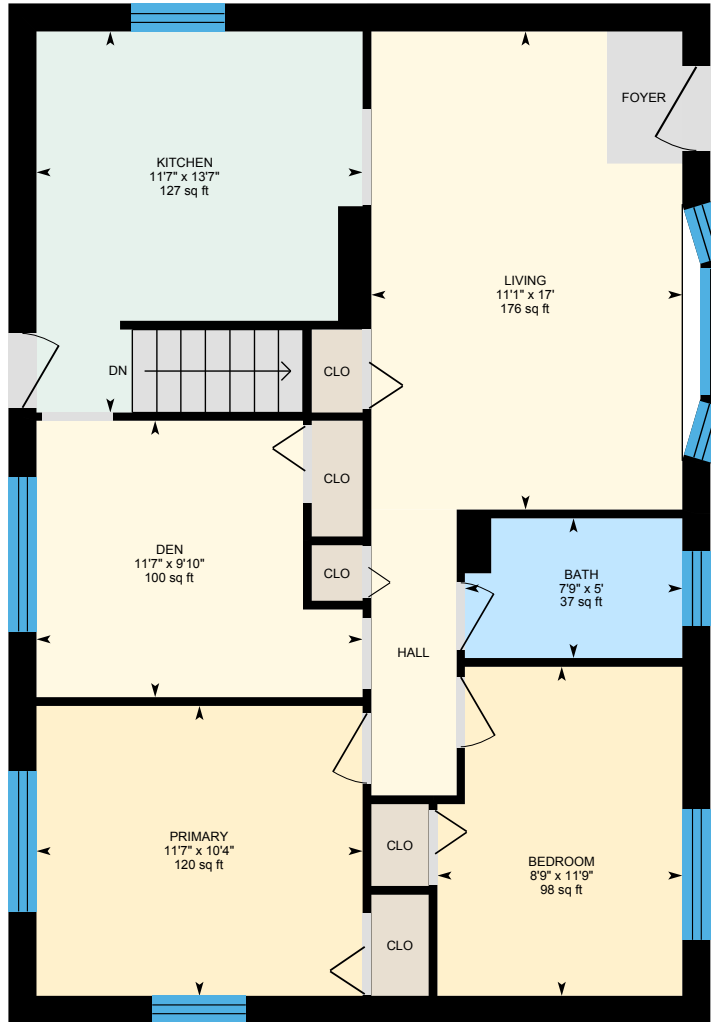 FOYER
KITCHEN
11'7" x 13'7"
127 sq ft
LIVING
11'1" x 17'
176 sq ft
DN
CLO
CLO
DEN
11'7" x 9'10"
100 sq ft
CLO
BATH
7'9" x 5'
37 sq ft
HALL
PRIMARY
11'7" x 10'4"
120 sq ft
CLO
BEDROOM
8'9" x 11'9"
98 sq ft
CLO